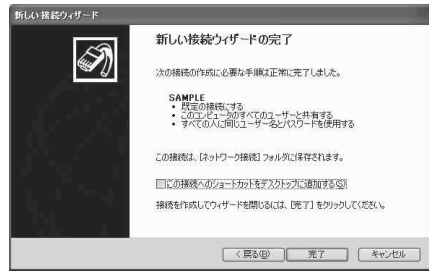 新しい接続ウィザード
新しい接続ウィザードの完了
次の接続の作成に必要な手順は正常に完了しました。
SAMPLE
• 既定の接続にする
• このコンピュータのすべてのユーザーと共有する
• すべての人に同じユーザー名とパスワードを使用する
この接続は、[ネットワーク接続] フォルダに保存されます。
この接続へのショートカットをデスクトップに追加する(S)
接続を作成してウィザードを閉じるには、[完了] をクリックしてください。
< 戻る(B)
完了
キャンセル